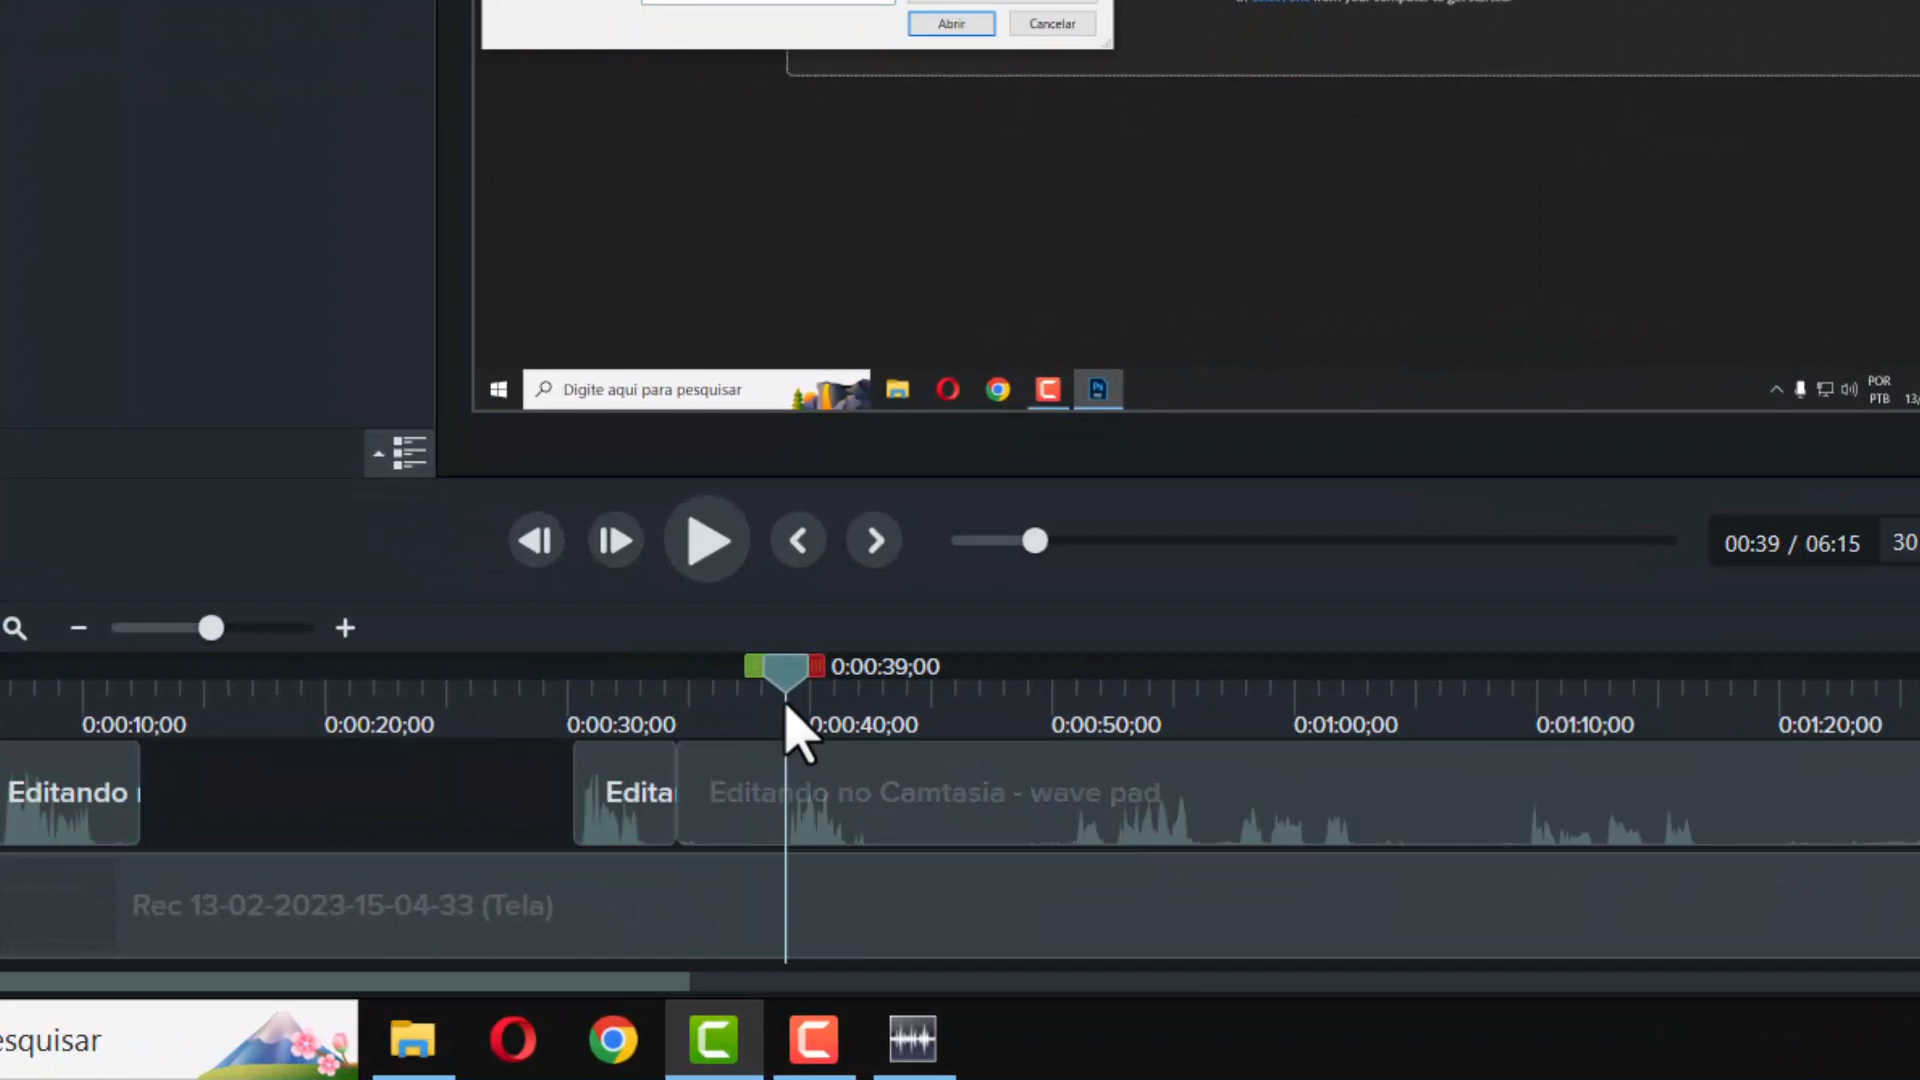 Abrir
Cancelar
Digite aqui para pesquisar
Ps
POR
PTB
00:39 / 06:15
30
0:00:39;00
0:00:10;00
0:00:20;00
0:00:30;00
0:00:40;00
0:00:50;00
0:01:00;00
0:01:10;00
0:01:20;00
Editando
Edita
Editando no Camtasia - wave pad
Rec 13-02-2023-15-04-33 (Tela)
esquisar